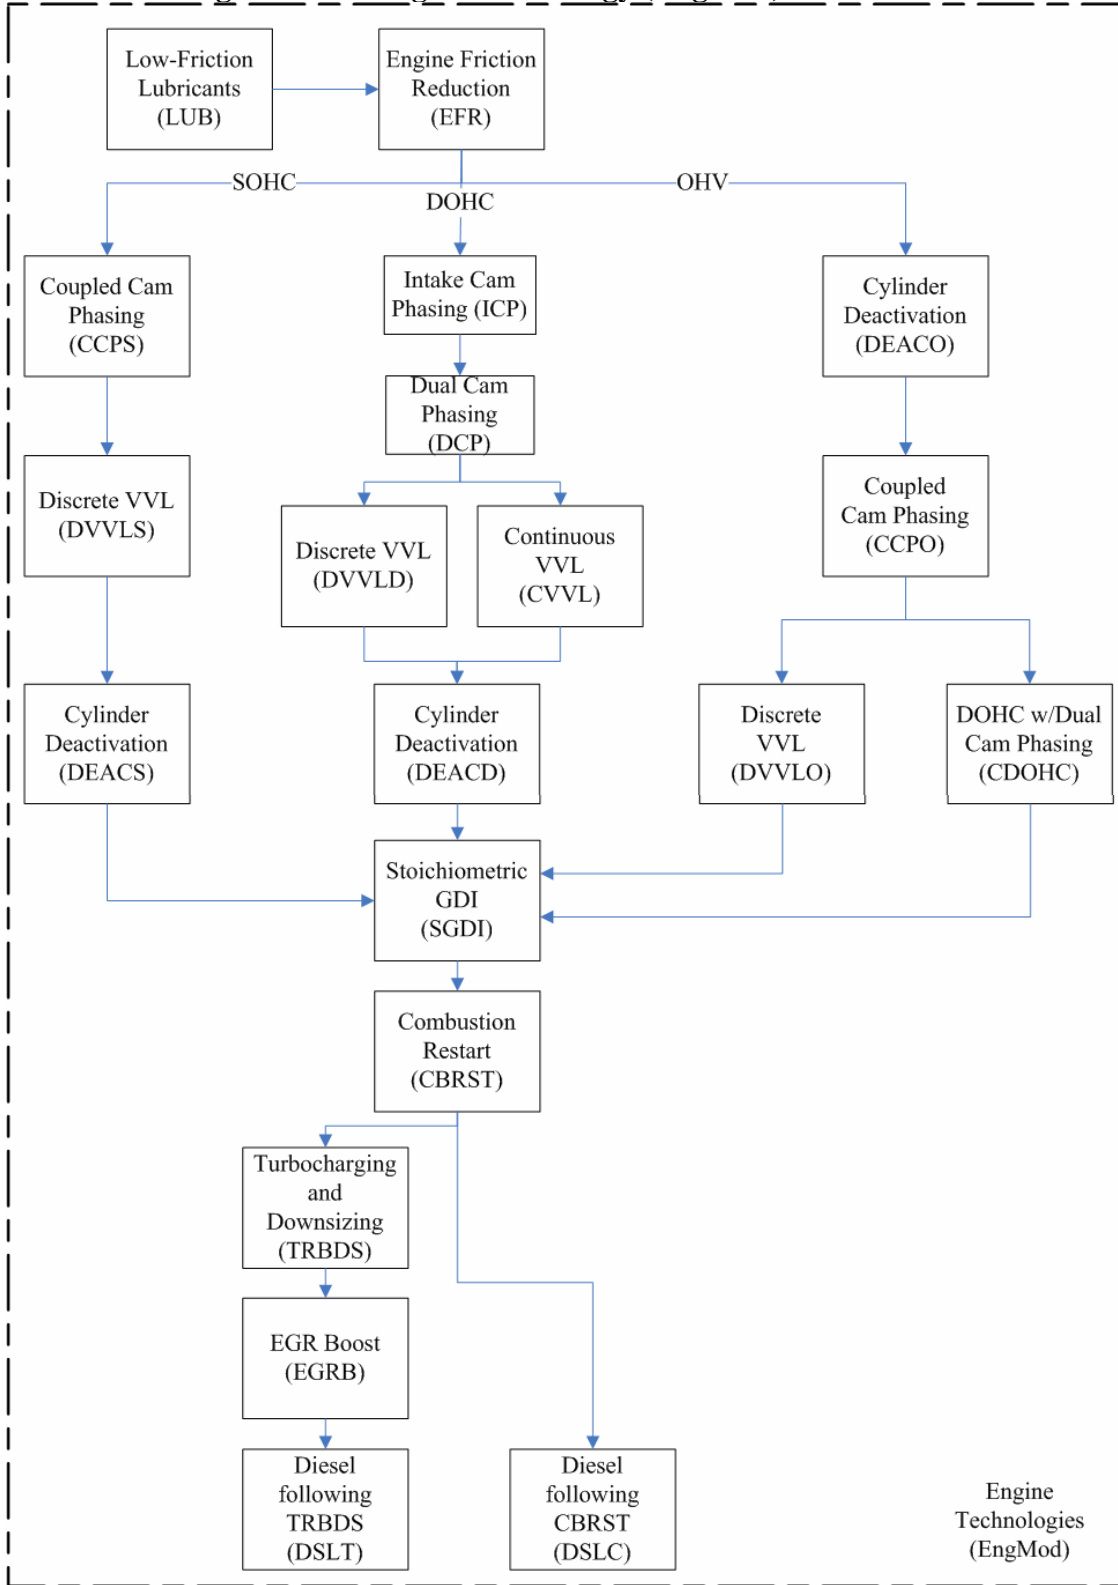 Low-Friction
Lubricants
(LUB)
Engine Friction
Reduction
(EFR)
SOHC
DOHC
OHV
Coupled Cam
Phasing
(CCPS)
Intake Cam
Phasing (ICP)
Cylinder
Deactivation
(DEACO)
Dual Cam
Phasing
(DCP)
Discrete VVL
(DVVLS)
Discrete VVL
(DVVLD)
Continuous
VVL
(CVVL)
Coupled
Cam Phasing
(CCPO)
Cylinder
Deactivation
(DEACS)
Cylinder
Deactivation
(DEACD)
Discrete
VVL
(DVVLO)
DOHC w/Dual
Cam Phasing
(CDOHC)
Stoichiometric
GDI
(SGDI)
Combustion
Restart
(CBRST)
Turbocharging
and
Downsizing
(TRBDS)
EGR Boost
(EGRB)
Diesel
following
TRBDS
(DSLT)
Diesel
following
CBRST
(DSLC)
Engine
Technologies
(EngMod)